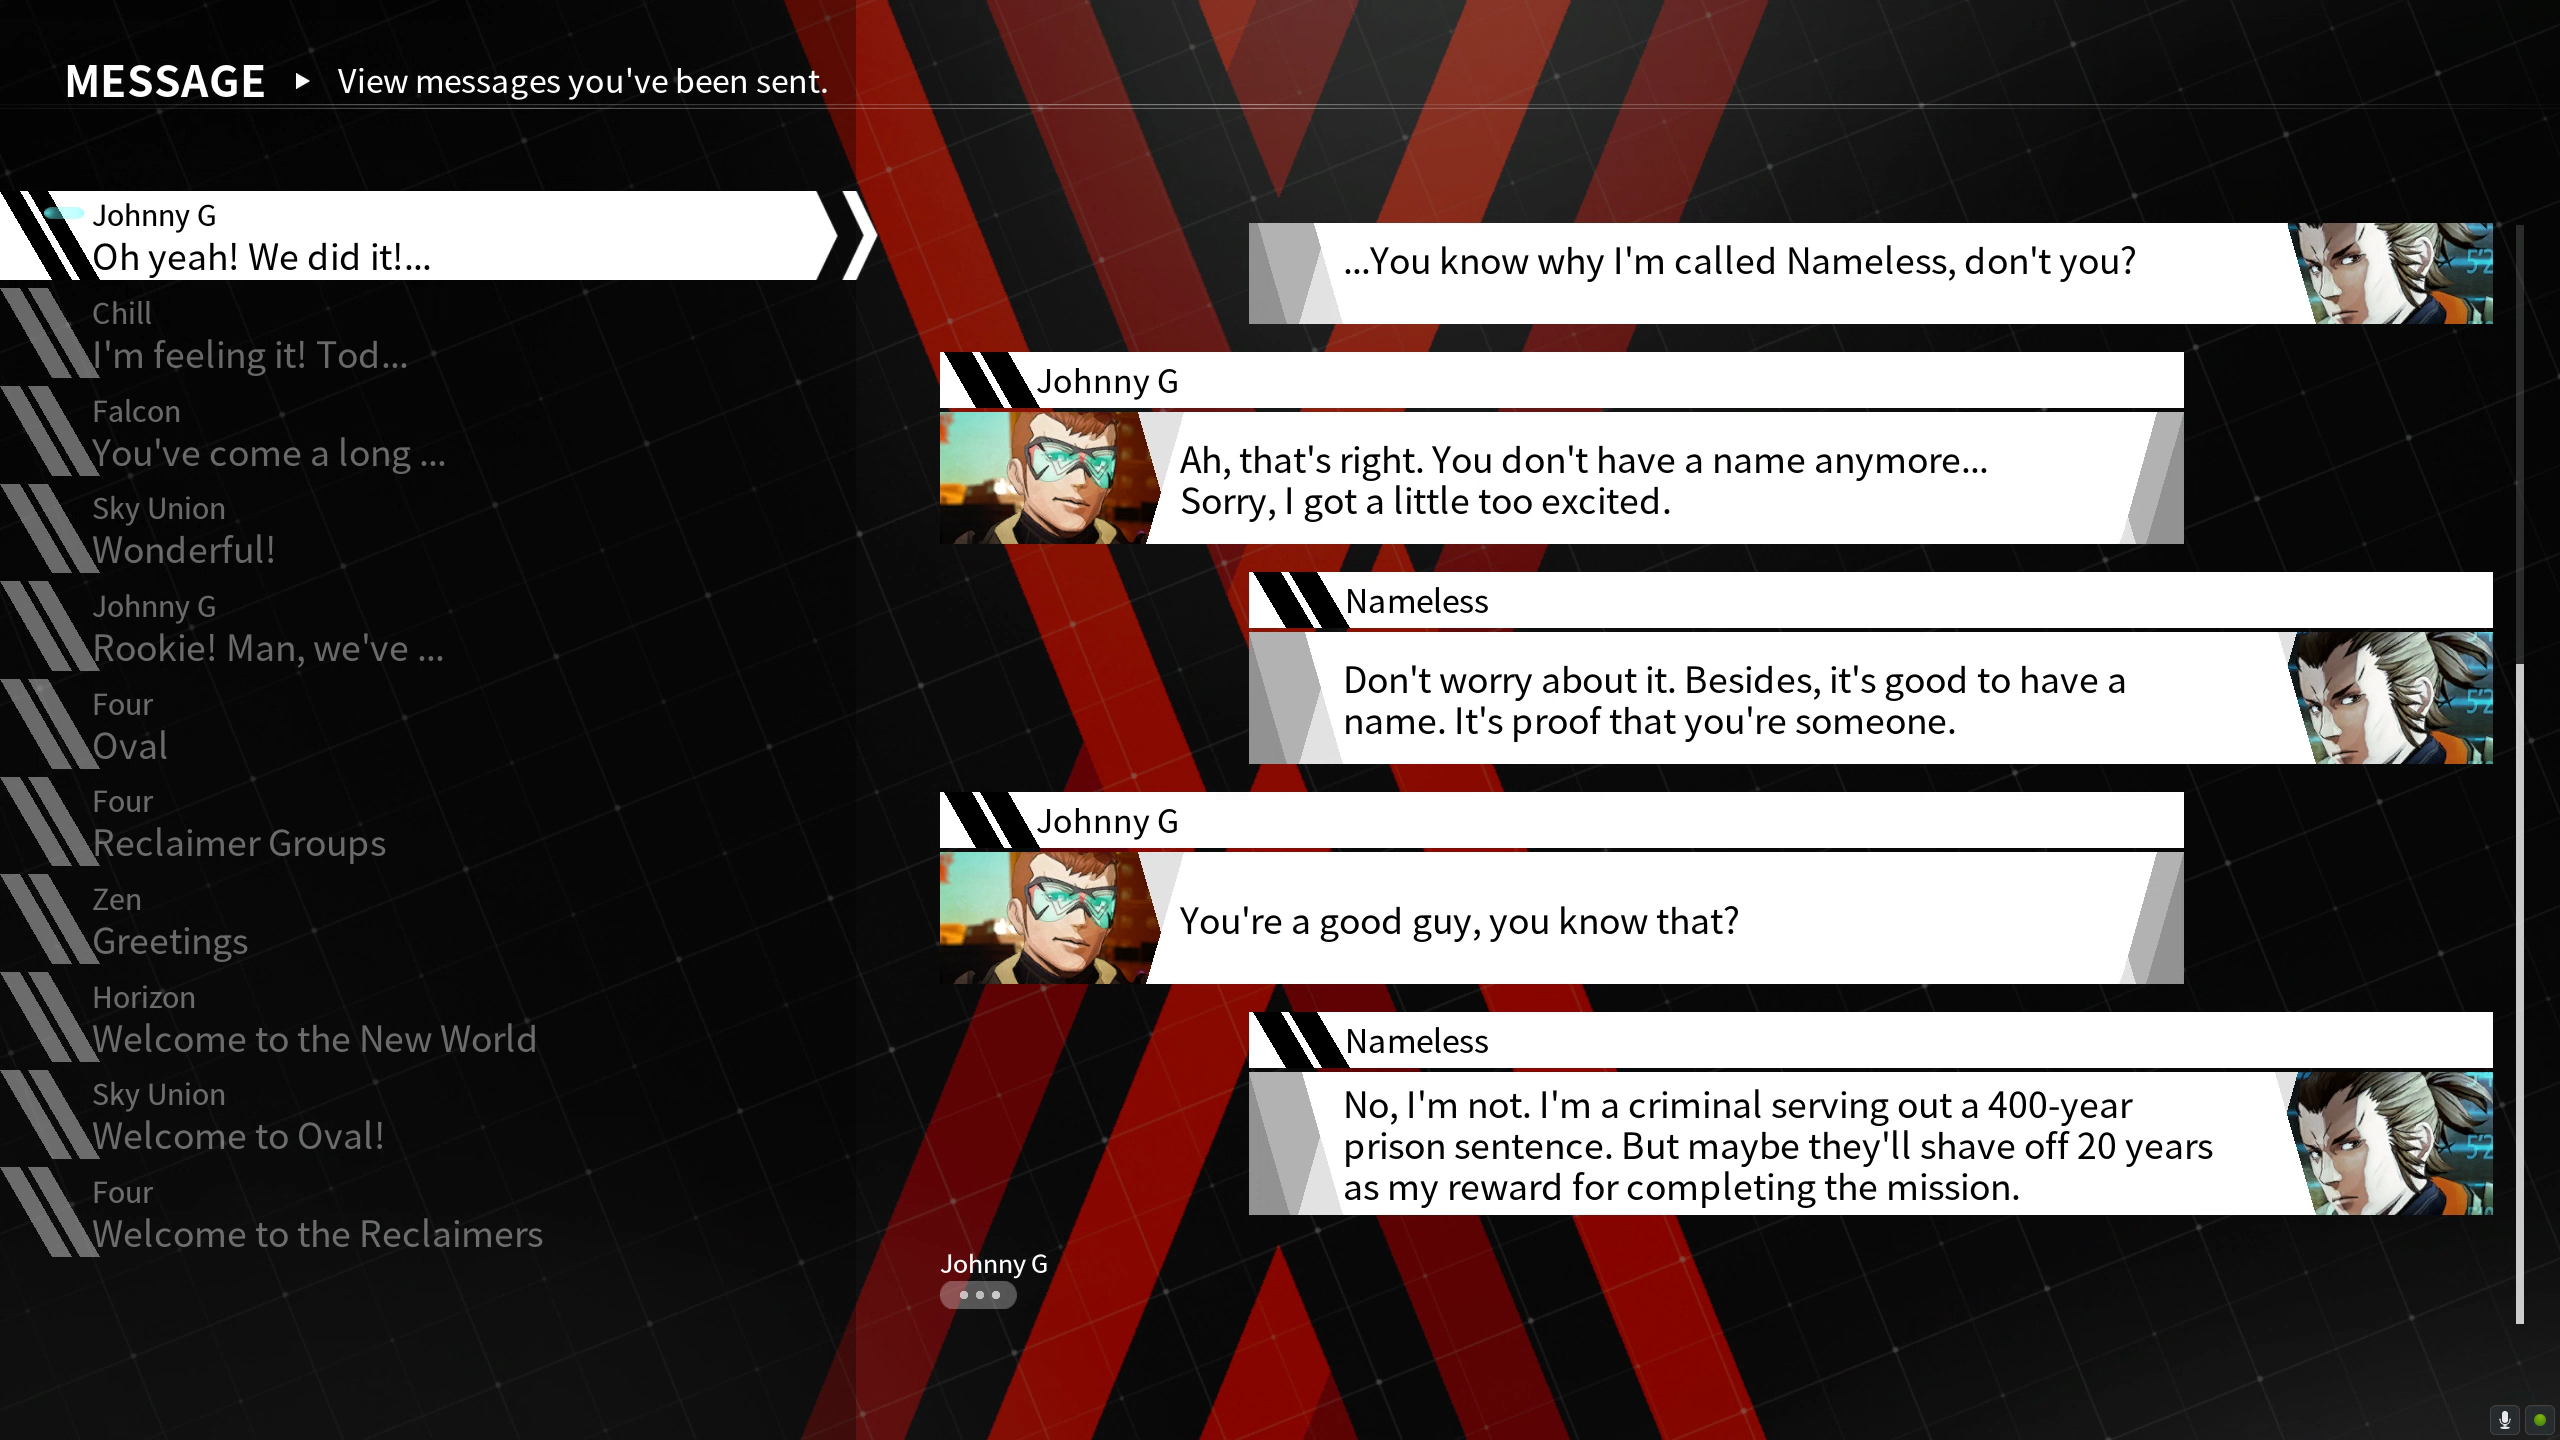 MESSAGE ▶ View messages you've been sent.
Johnny G
Oh yeah! We did it!...
Chill
I'm feeling it! Tod...
Falcon
You've come a long ...
Sky Union
Wonderful!
Johnny G
Rookie! Man, we've ...
Four
Oval
Four
Reclaimer Groups
Zen
Greetings
Horizon
Welcome to the New World
Sky Union
Welcome to Oval!
Four
Welcome to the Reclaimers
...You know why I'm called Nameless, don't you?
Johnny G
Ah, that's right. You don't have a name anymore...
Sorry, I got a little too excited.
Nameless
Don't worry about it. Besides, it's good to have a
name. It's proof that you're someone.
Johnny G
You're a good guy, you know that?
Nameless
No, I'm not. I'm a criminal serving out a 400-year
prison sentence. But maybe they'll shave off 20 years
as my reward for completing the mission.
Johnny G